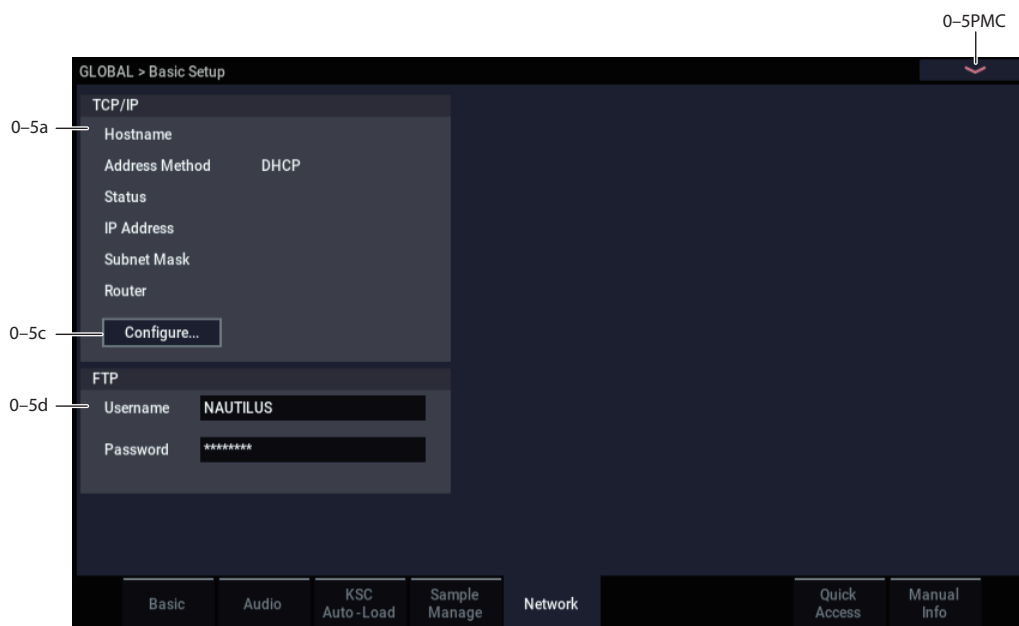 0–5PMC
GLOBAL > Basic Setup
TCP/IP
0–5a
Hostname
Address Method DHCP
Status
IP Address
Subnet Mask
Router
0–5c
Configure...
FTP
0–5d
Username NAUTILUS
Password ********
Basic
Audio
KSC
Auto-Load
Sample
Manage
Network
Quick
Access
Manual
Info